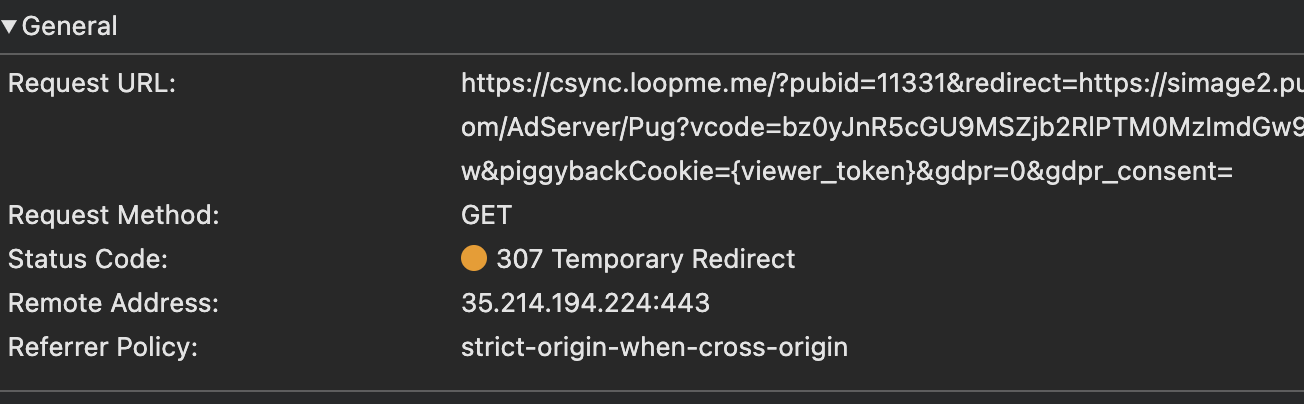 ▼ General
Request URL: https://csync.loopme.me/?pubid=11331&redirect=https://simage2.pu
om/AdServer/Pug?vcode=bz0yJnR5cGU9MSZjb2RlPTM0MzImdGw9
w&piggybackCookie={viewer_token}&gdpr=0&gdpr_consent=
Request Method: GET
Status Code: 307 Temporary Redirect
Remote Address: 35.214.194.224:443
Referrer Policy: strict-origin-when-cross-origin